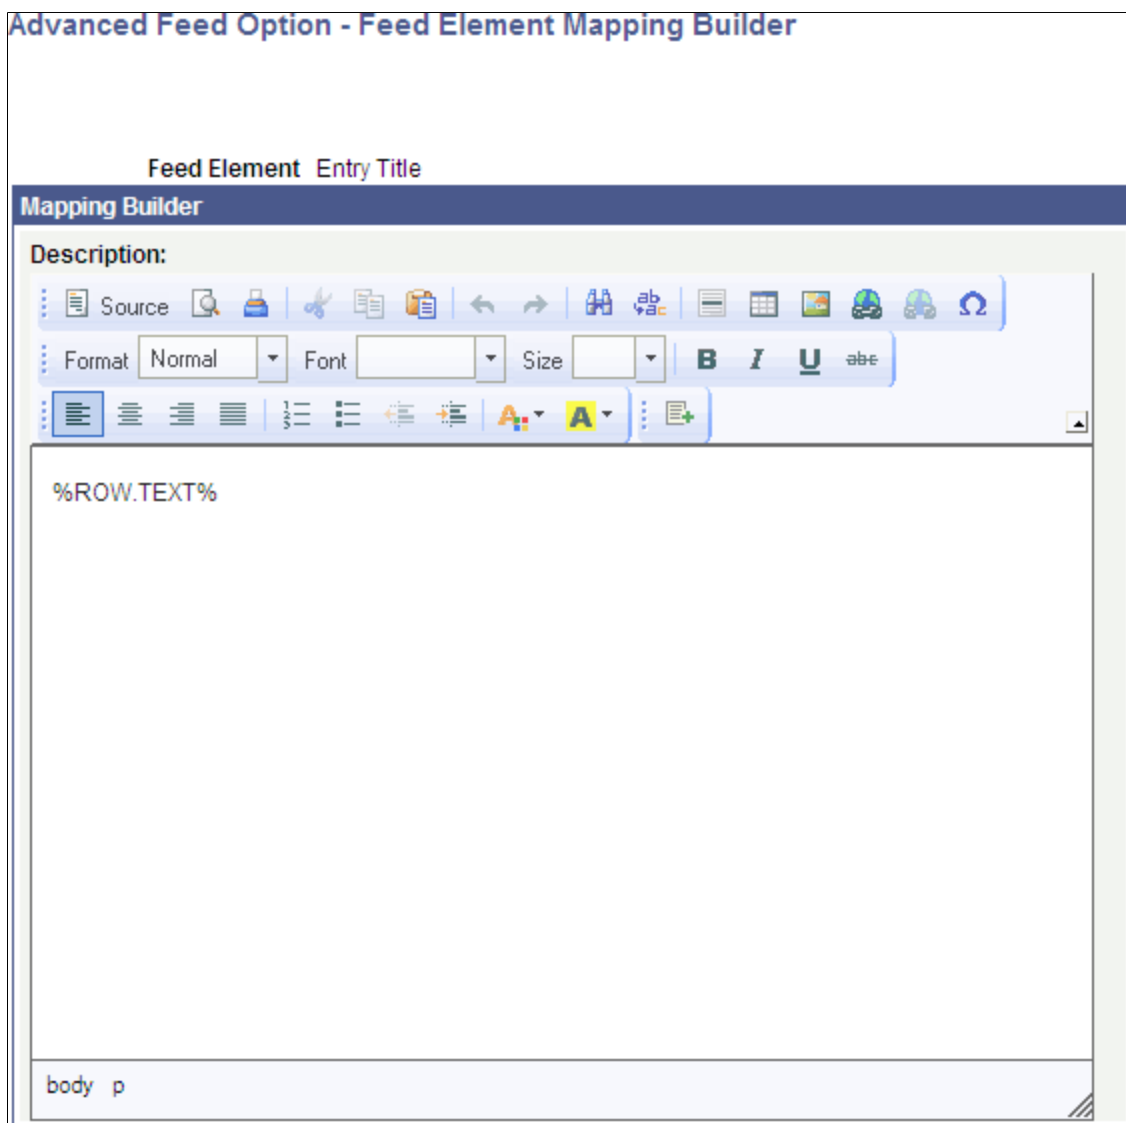 Advanced Feed Option - Feed Element Mapping Builder
Feed Element Entry Title
Mapping Builder
Description:
Source
Format Normal Font Size B I U abc
%ROW.TEXT%
body p